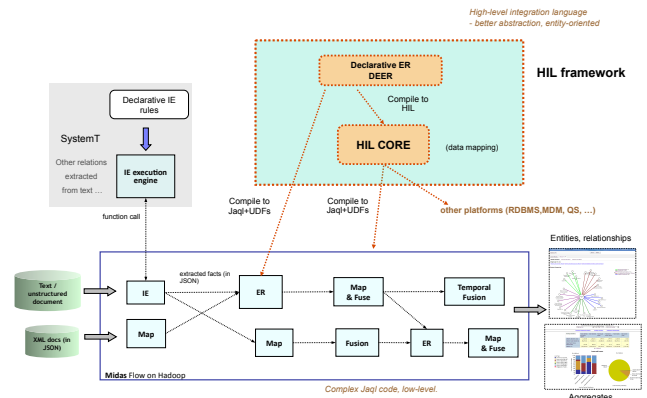 High-level integration language
- better abstraction, entity-oriented
HIL framework
Declarative ER
DEER
Compile to
HIL
HIL CORE
(data mapping)
Declarative IE
rules
SystemT
Other relations
extracted
from text …
IE execution
engine
function call
Compile to
Jaql+UDFs
Compile to
Jaql+UDFs
other platforms (RDBMS,MDM, QS, …)
Entities, relationships
Text /
unstructured
document
XML docs (in
JSON)
extracted facts (in
JSON)
IE
ER
Map
& Fuse
Temporal
Fusion
Map
Map
Fusion
ER
Map
& Fuse
Midas Flow on Hadoop
Complex Jaql code, low-level.
Aggregates